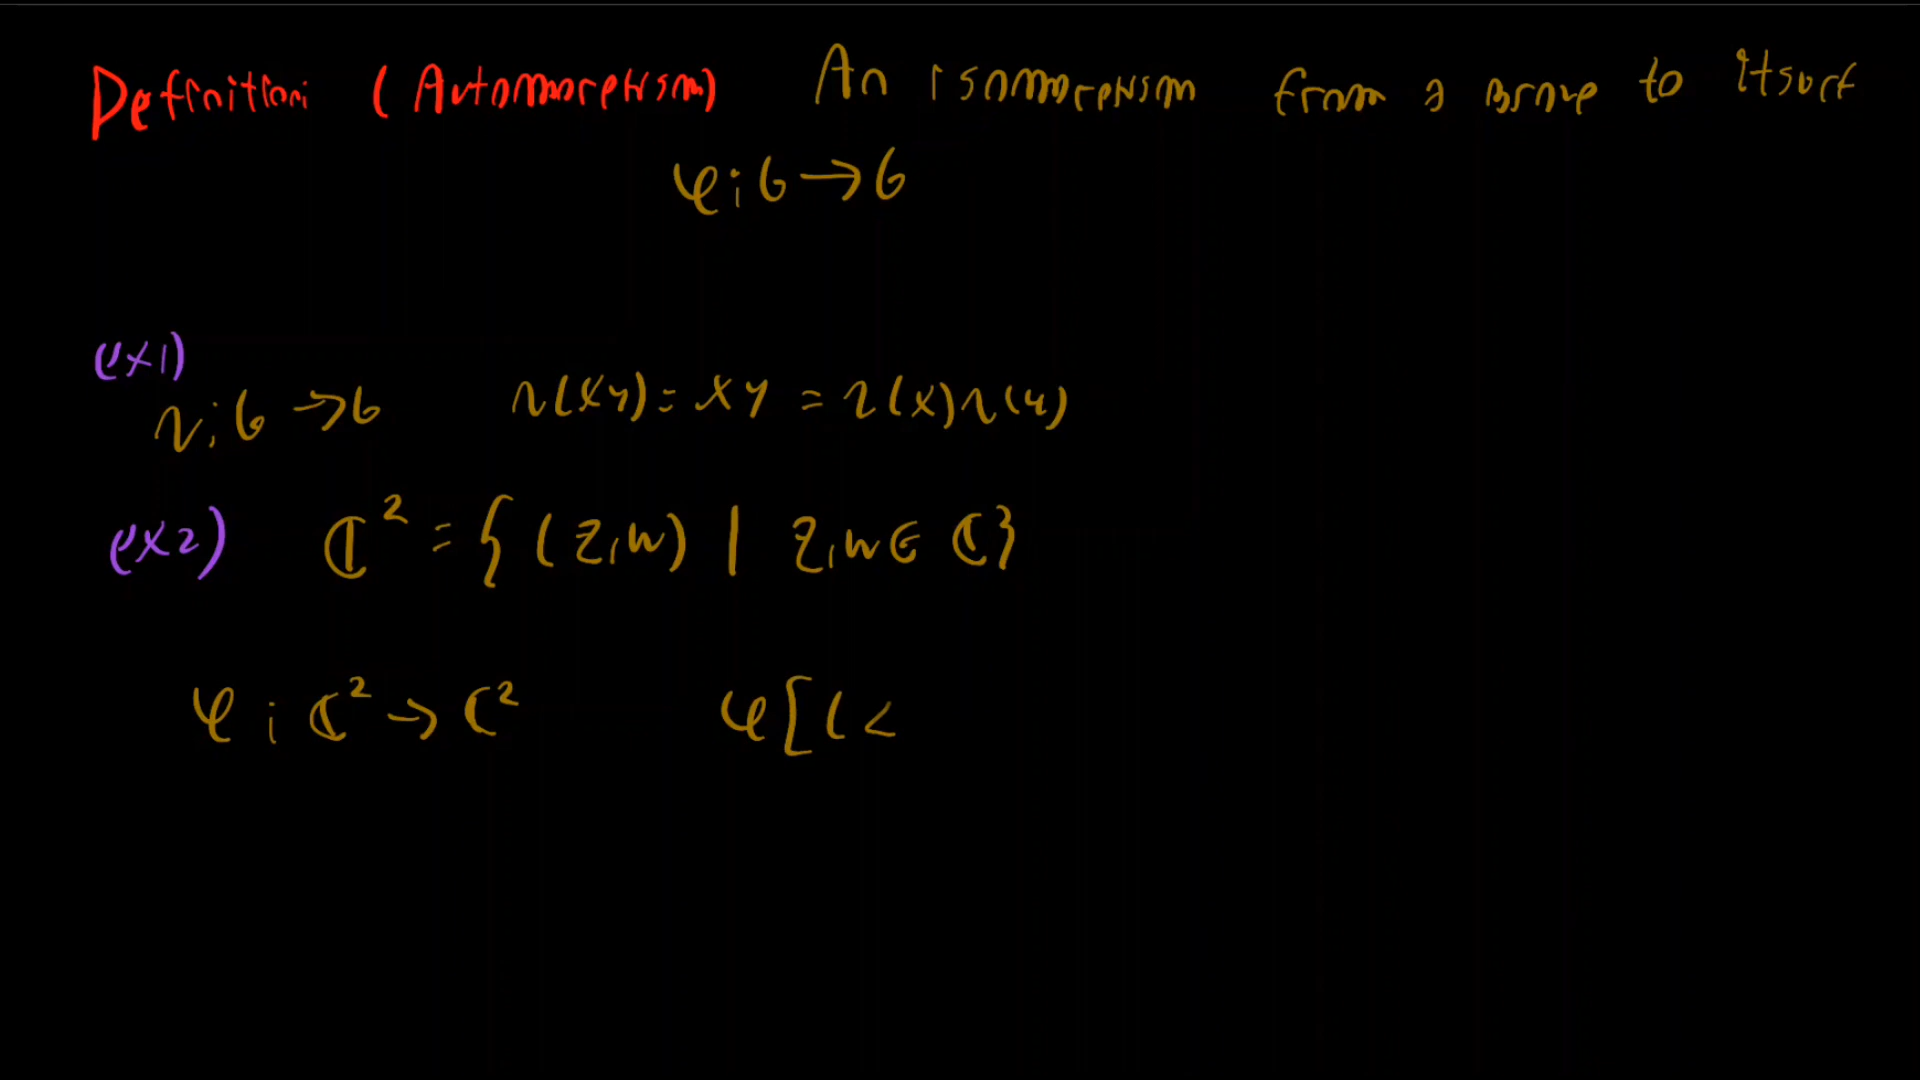 Definition (Automorphism) An isomorphism from a group to itself
φ: G → G
ex1)
η: G → G η(xy) = xy = η(x)η(y)
ex2) ℂ² = {(z,w) | z,w ∈ ℂ}
φ: ℂ² → ℂ² φ[(